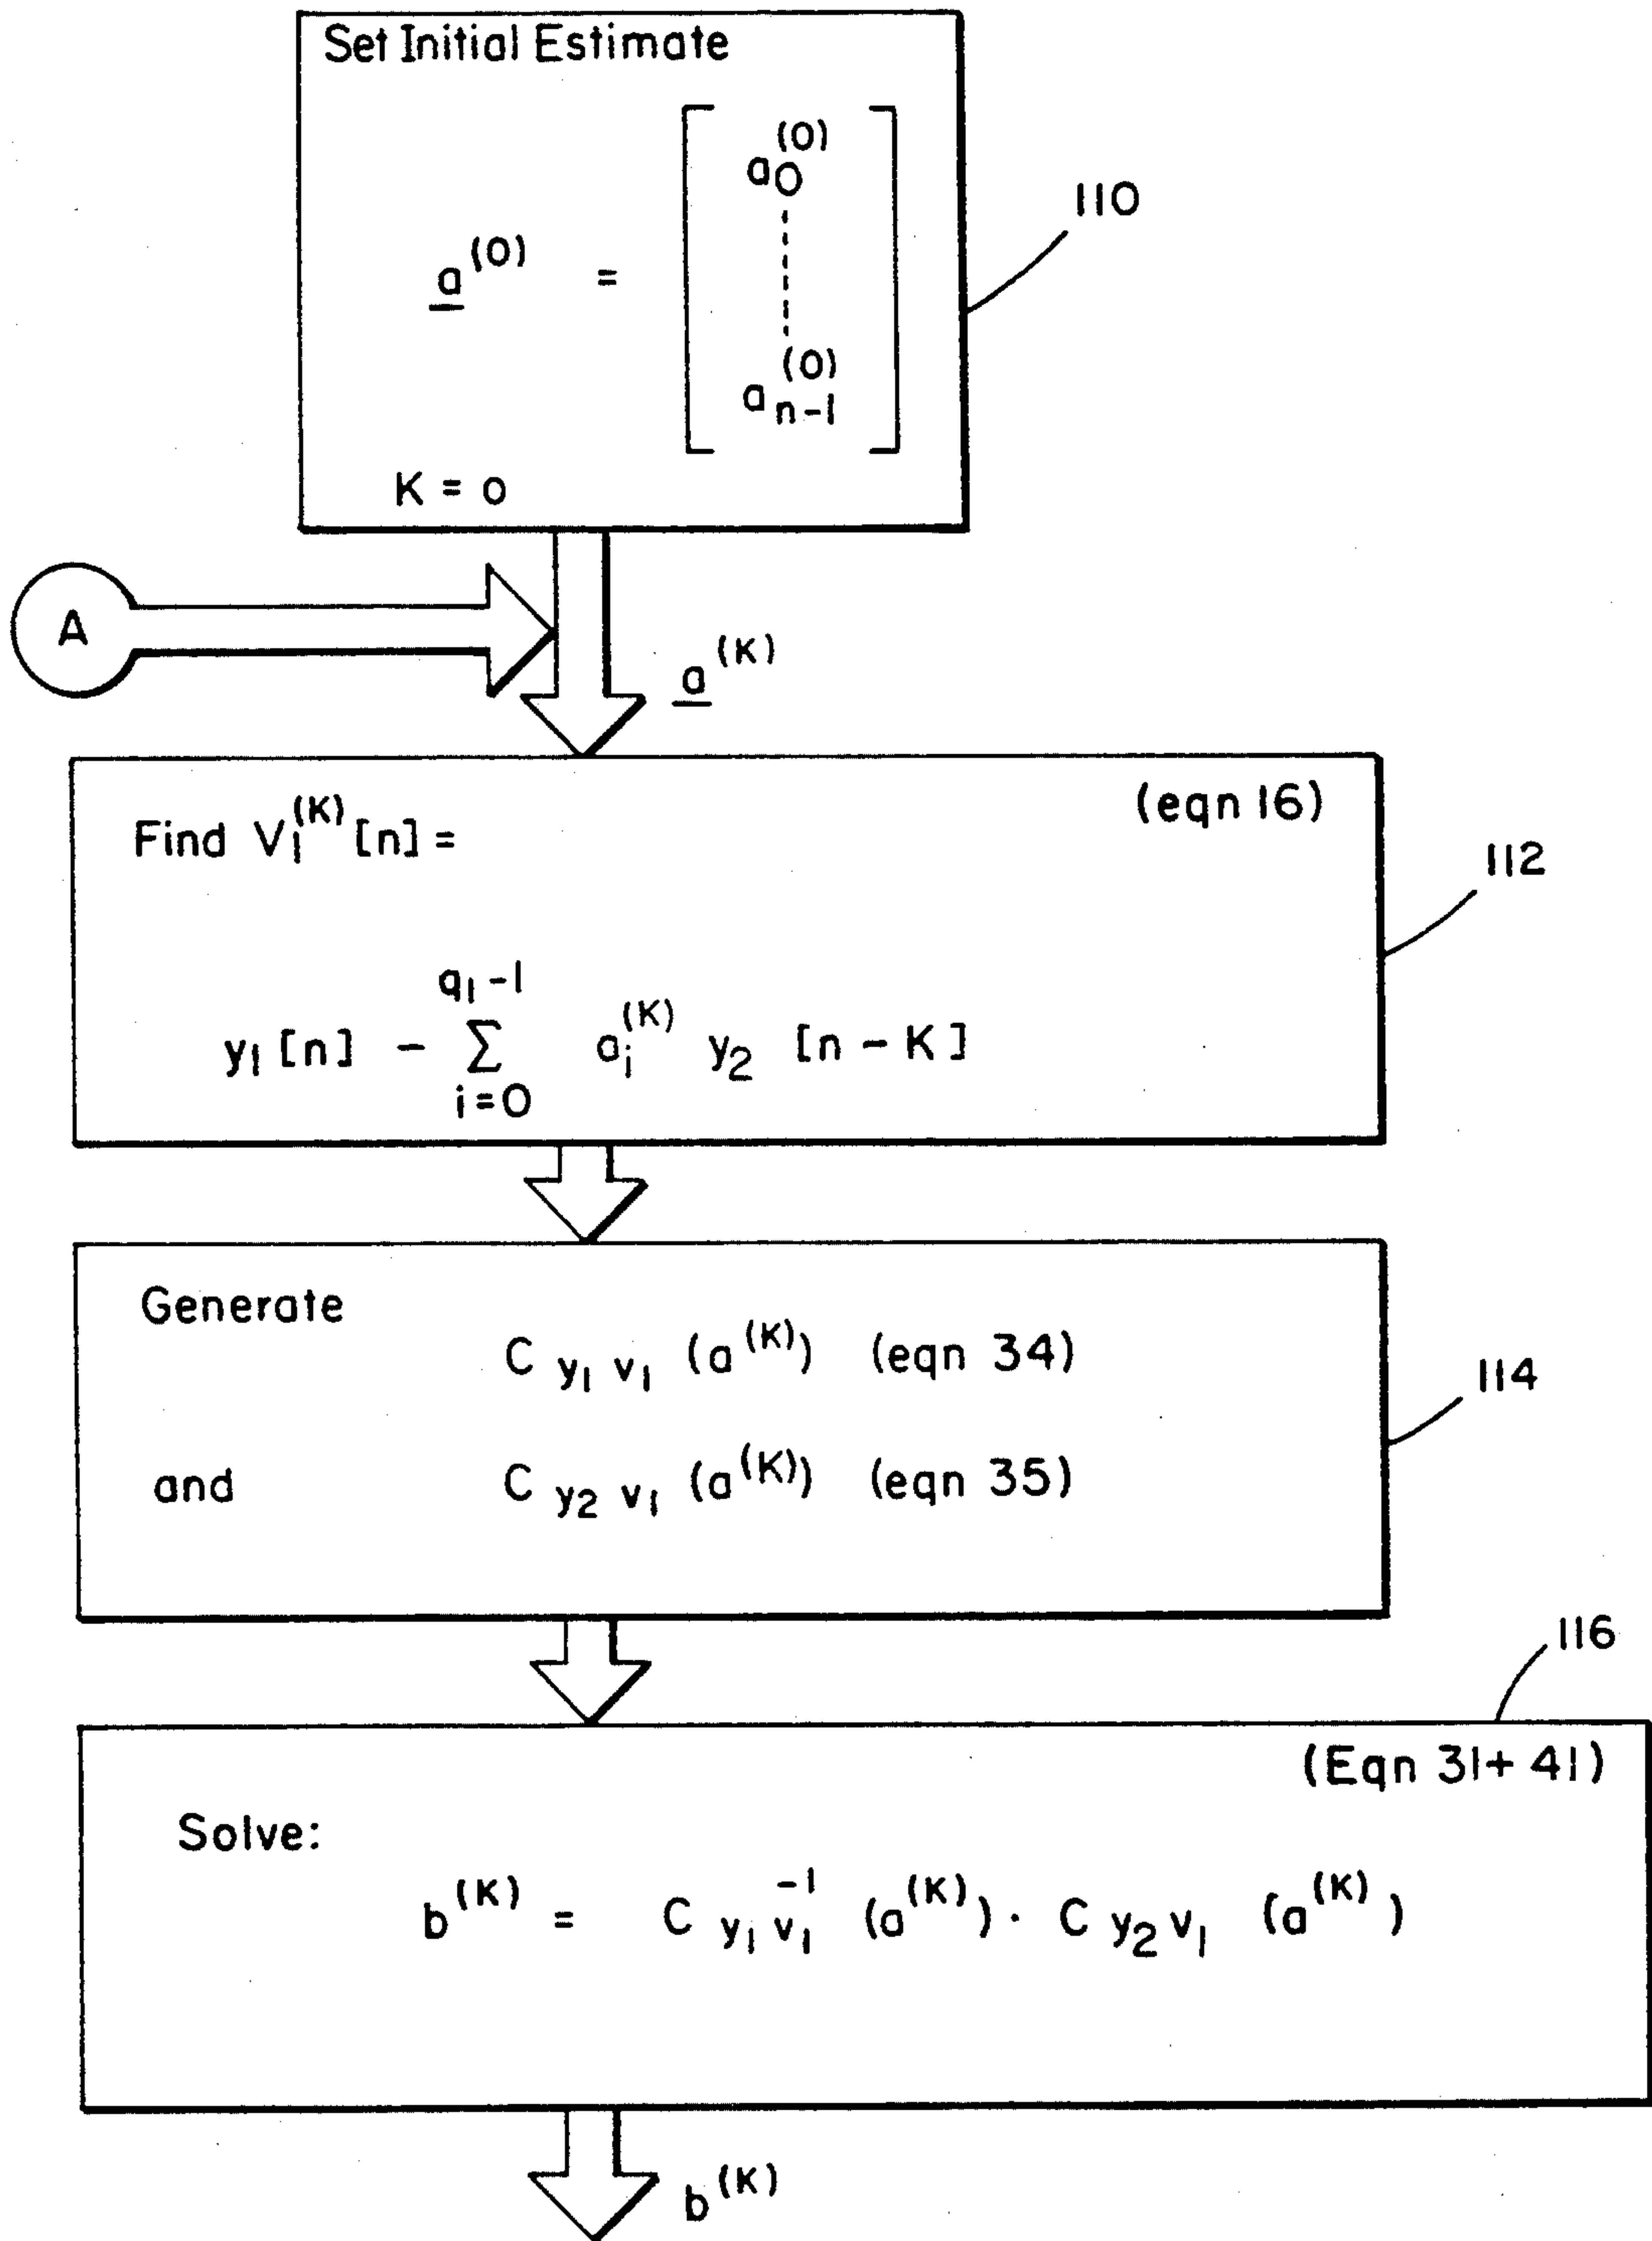 Set Initial Estimate
a^(0) = [ a_0^(0) ... a_{n-1}^(0) ]
110
K = 0
A
a^(K)
(eqn 16)
Find V_1^(K) [n] =
112
y_1 [n] - Σ_{i=0}^{q_1-1} a_i^(K) y_2 [n - K]
Generate
C y_1 v_1 (a^(K)) (eqn 34)
114
and C y_2 v_1 (a^(K)) (eqn 35)
116
(Eqn 31+ 41)
Solve:
b^(K) = C y_1 v_1^-1 (a^(K)) · C y_2 v_1 (a^(K))
b^(K)